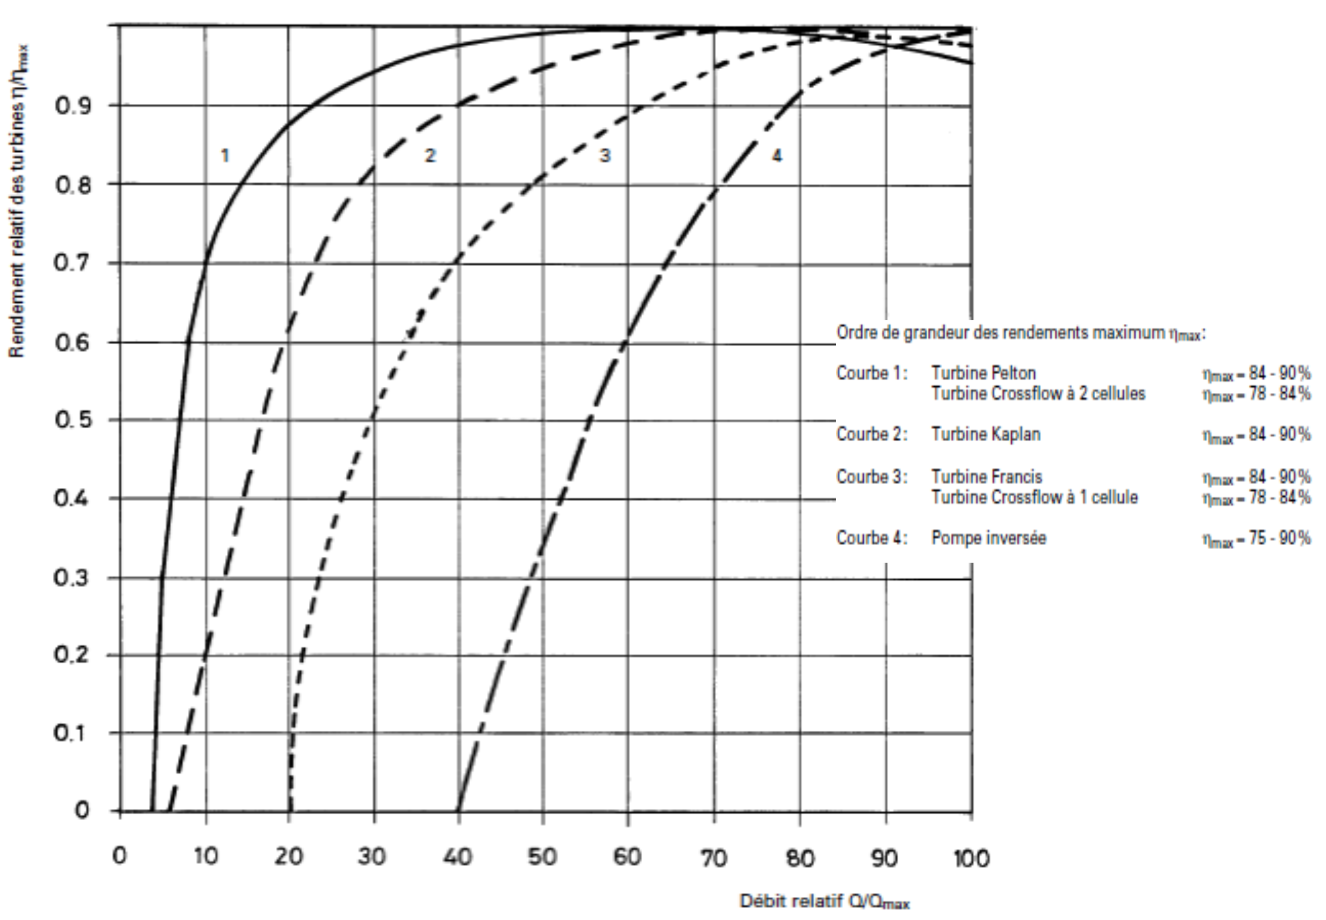 Rendement relatif des turbines η/ηmax
0.9
0.8
0.7
0.6
0.5
0.4
0.3
0.2
0.1
0
1
2
3
4
0 10 20 30 40 50 60 70 80 90 100
Débit relatif Q/Qmax
Ordre de grandeur des rendements maximum ηmax:
Courbe 1: Turbine Pelton ηmax = 84 - 90%
Turbine Crossflow à 2 cellules ηmax = 78 - 84%
Courbe 2: Turbine Kaplan ηmax = 84 - 90%
Courbe 3: Turbine Francis ηmax = 84 - 90%
Turbine Crossflow à 1 cellule ηmax = 78 - 84%
Courbe 4: Pompe inversée ηmax = 75 - 90%